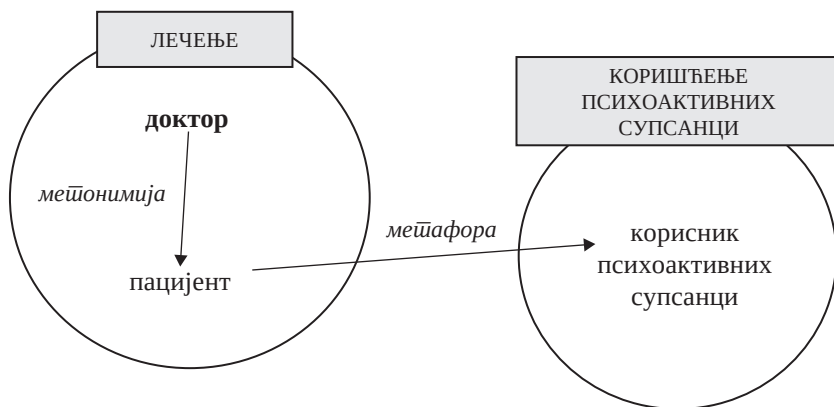 ЛЕЧЕЊЕ
доктор
метонимија
пацијент
метафора
КОРИШЋЕЊЕ
ПСИХОАКТИВНИХ
СУПСАНЦИ
корисник
психоактивних
супсанци